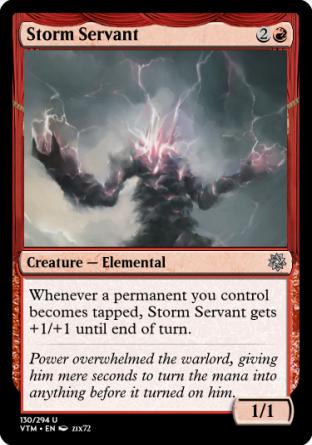 Storm Servant 2
Creature — Elemental
Whenever a permanent you control
becomes tapped, Storm Servant gets
+1/+1 until end of turn.
Power overwhelmed the warlord, giving
him mere seconds to turn the mana into
anything before it turned on him.
130/294 U
VTM • EN zix72
1/1